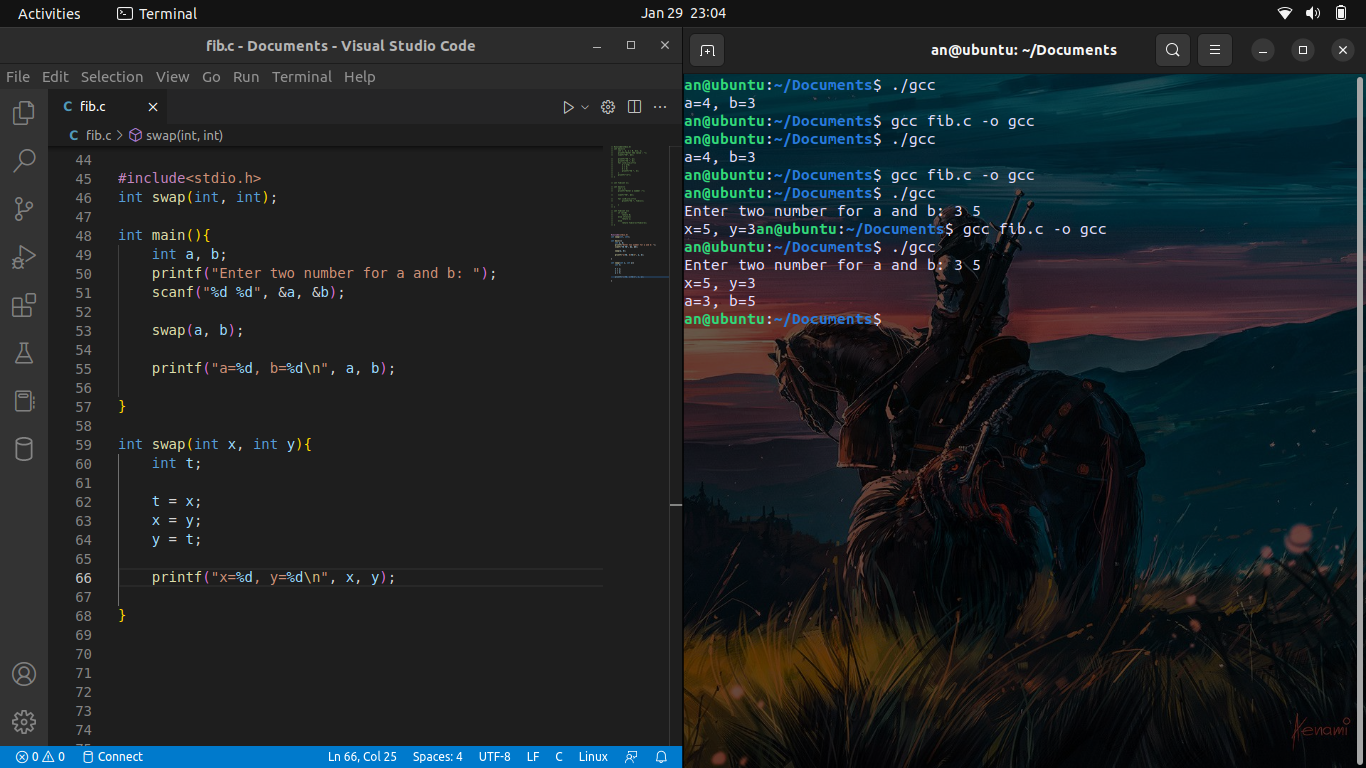 Activities Terminal Jan 29 23:04
fib.c - Documents - Visual Studio Code
File Edit Selection View Go Run Terminal Help
C fib.c
C fib.c > swap(int, int)
44
45 #include<stdio.h>
46 int swap(int, int);
47
48 int main(){
49 int a, b;
50 printf("Enter two number for a and b: ");
51 scanf("%d %d", &a, &b);
52
53 swap(a, b);
54
55 printf("a=%d, b=%d\n", a, b);
56
57 }
58
59 int swap(int x, int y){
60 int t;
61
62 t = x;
63 x = y;
64 y = t;
65
66 printf("x=%d, y=%d\n", x, y);
67
68 }
69
70
71
72
73
74
0 0 Connect Ln 66, Col 25 Spaces: 4 UTF-8 LF C Linux
an@ubuntu: ~/Documents
an@ubuntu:~/Documents$ ./gcc
a=4, b=3
an@ubuntu:~/Documents$ gcc fib.c -o gcc
an@ubuntu:~/Documents$ ./gcc
a=4, b=3
an@ubuntu:~/Documents$ gcc fib.c -o gcc
an@ubuntu:~/Documents$ ./gcc
Enter two number for a and b: 3 5
x=5, y=3an@ubuntu:~/Documents$ gcc fib.c -o gcc
an@ubuntu:~/Documents$ ./gcc
Enter two number for a and b: 3 5
x=5, y=3
a=3, b=5
an@ubuntu:~/Documents$
Kenami